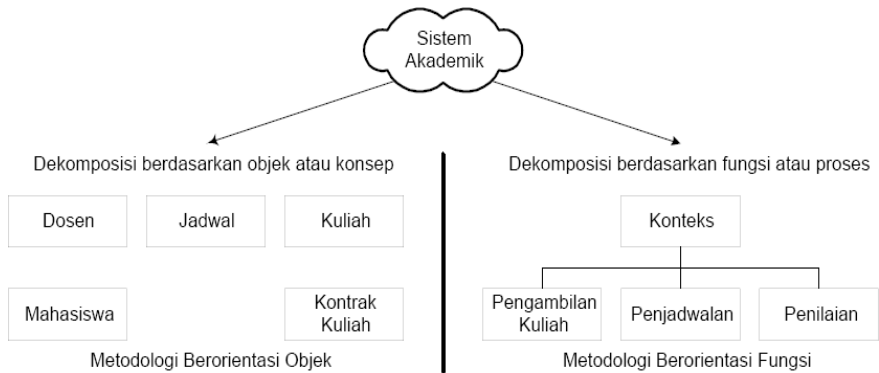 Sistem
Akademik
Dekomposisi berdasarkan objek atau konsep
Dosen
Jadwal
Kuliah
Mahasiswa
Kontrak
Kuliah
Metodologi Berorientasi Objek
Dekomposisi berdasarkan fungsi atau proses
Konteks
Pengambilan
Kuliah
Penjadwalan
Penilaian
Metodologi Berorientasi Fungsi